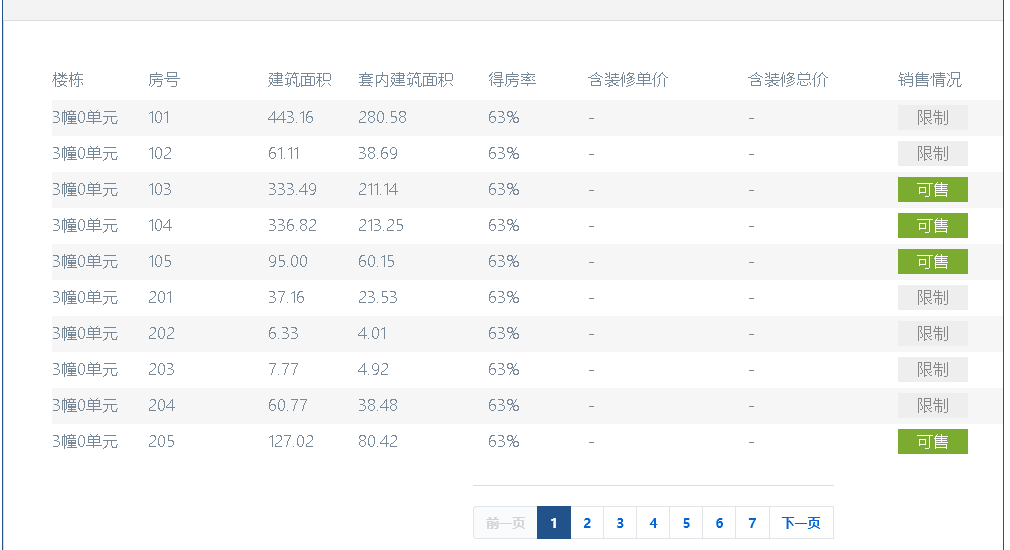 楼栋 房号 建筑面积 套内建筑面积 得房率 含装修单价 含装修总价 销售情况
3幢0单元 101 443.16 280.58 63% - - 限制
3幢0单元 102 61.11 38.69 63% - - 限制
3幢0单元 103 333.49 211.14 63% - - 可售
3幢0单元 104 336.82 213.25 63% - - 可售
3幢0单元 105 95.00 60.15 63% - - 可售
3幢0单元 201 37.16 23.53 63% - - 限制
3幢0单元 202 6.33 4.01 63% - - 限制
3幢0单元 203 7.77 4.92 63% - - 限制
3幢0单元 204 60.77 38.48 63% - - 限制
3幢0单元 205 127.02 80.42 63% - - 可售
前一页 1 2 3 4 5 6 7 下一页